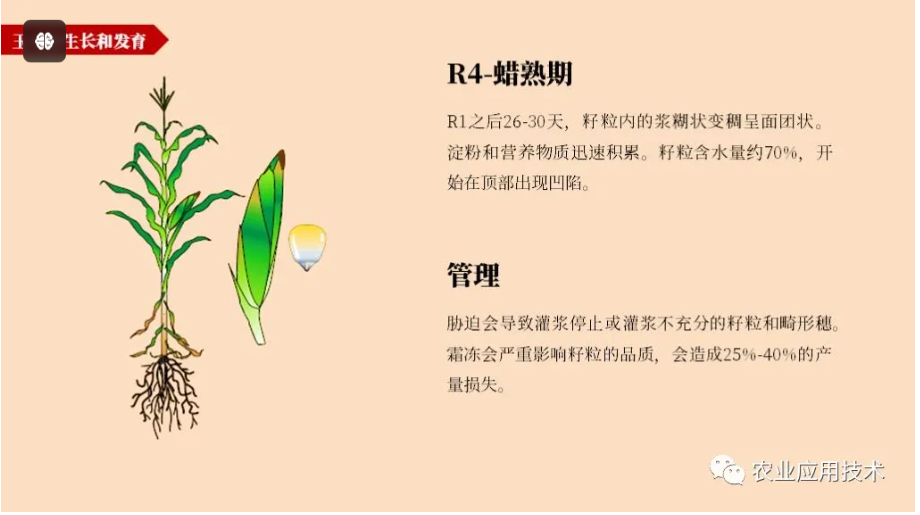 玉 生长和发育
R4-蜡熟期
R1之后26-30天，籽粒内的浆糊状变稠呈面团状。
淀粉和营养物质迅速积累。籽粒含水量约70%，开
始在顶部出现凹陷。
管理
胁迫会导致灌浆停止或灌浆不充分的籽粒和畸形穗。
霜冻会严重影响籽粒的品质，会造成25%-40%的产
量损失。
农业应用技术